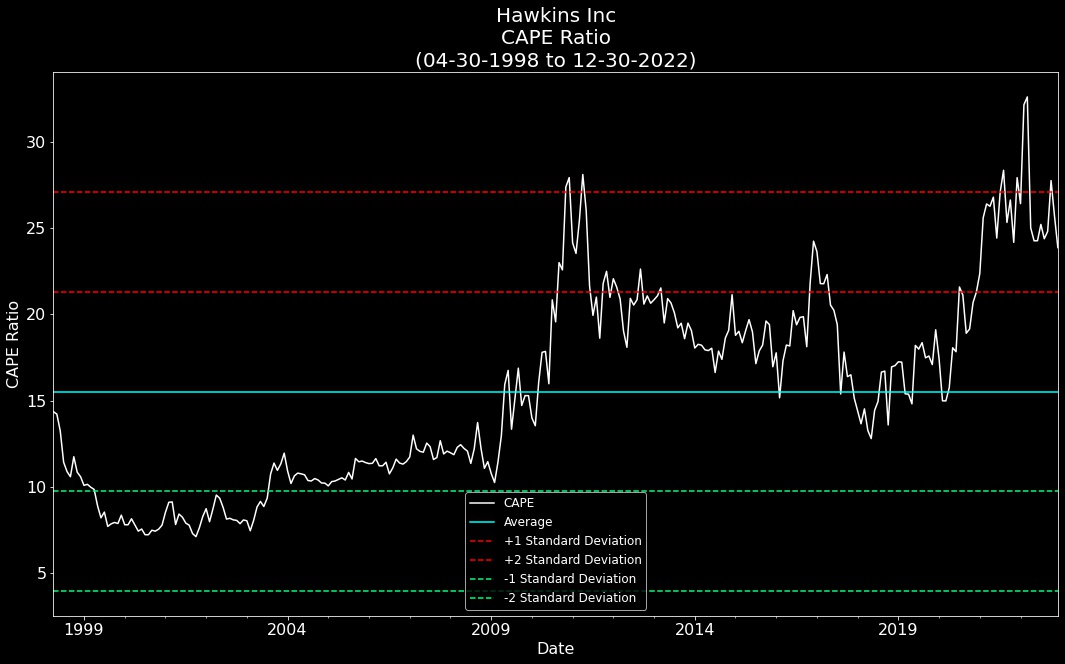 Hawkins Inc
CAPE Ratio
(04-30-1998 to 12-30-2022)
CAPE Ratio
30
25
20
15
10
5
CAPE
Average
+1 Standard Deviation
+2 Standard Deviation
-1 Standard Deviation
-2 Standard Deviation
1999 2004 2009 2014 2019
Date